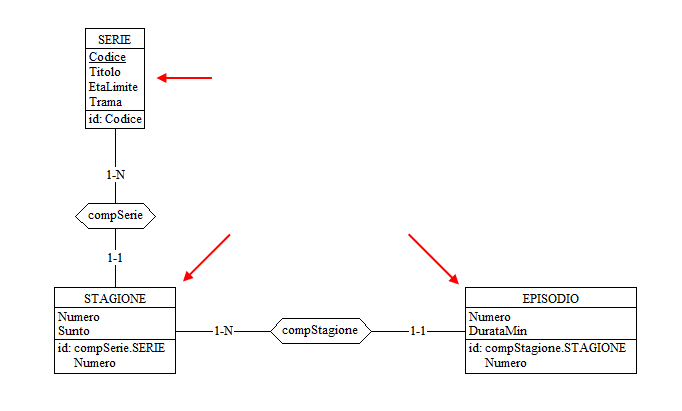 SERIE
Codice
Titolo
EtaLimite
Trama
id: Codice
1-N
compSerie
1-1
STAGIONE
Numero
Sunto
id: compSerie.SERIE
Numero
1-N
compStagione
1-1
EPISODIO
Numero
DurataMin
id: compStagione.STAGIONE
Numero